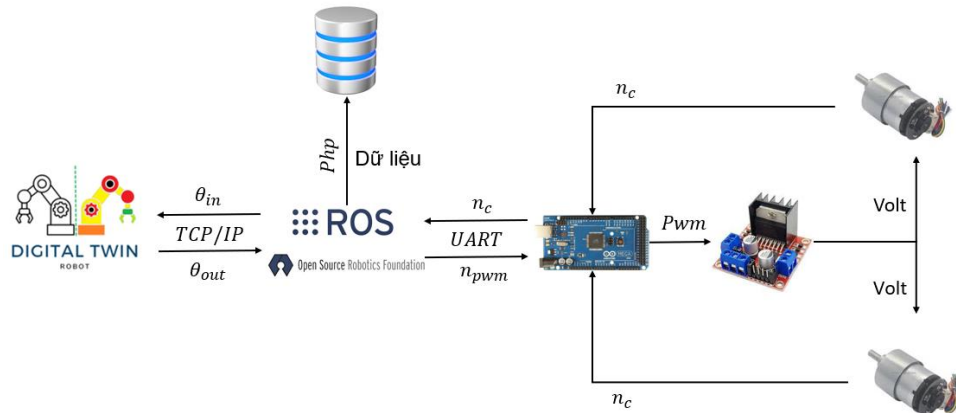 n_c
Php
Dữ liệu
θ_in
TCP/IP
θ_out
DIGITAL TWIN
ROBOT
ROS
Open Source Robotics Foundation
n_c
UART
n_pwm
Pwm
Volt
Volt
n_c